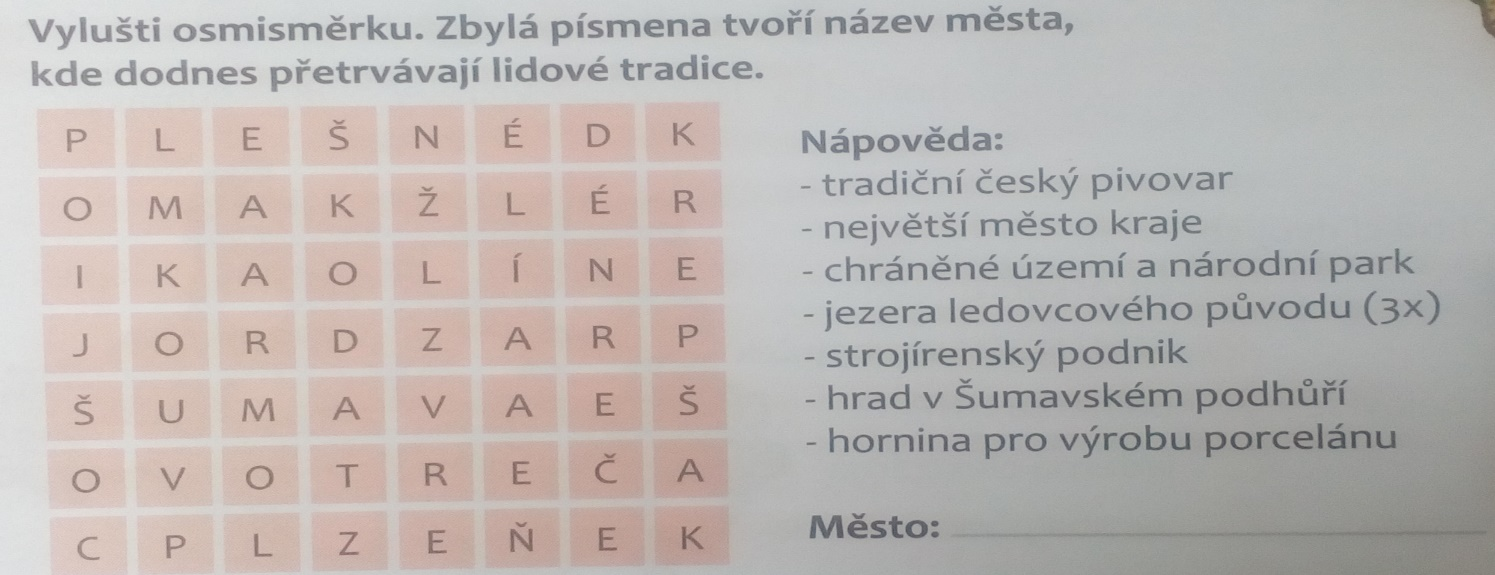 Vylušti osmisměrku. Zbylá písmena tvoří název města,
kde dodnes přetrvávají lidové tradice.
P L E Š N É D K
O M A K Ž L É R
I K A O L Í N E
J O R D Z A R P
Š U M A V A E Š
O V O T R E Č A
C P L Z E Ň E K
Nápověda:
- tradiční český pivovar
- největší město kraje
- chráněné území a národní park
- jezera ledovcového původu (3x)
- strojírenský podnik
- hrad v Šumavském podhůří
- hornina pro výrobu porcelánu
Město: